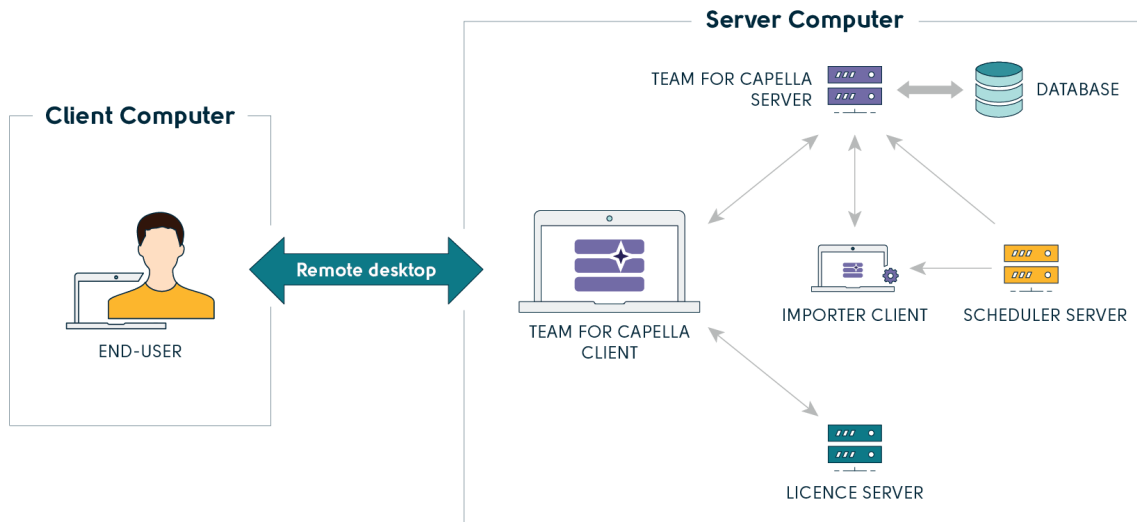 Server Computer
Client Computer
TEAM FOR CAPELLA
SERVER
DATABASE
Remote desktop
END-USER
TEAM FOR CAPELLA
CLIENT
IMPORTER CLIENT
SCHEDULER SERVER
LICENCE SERVER